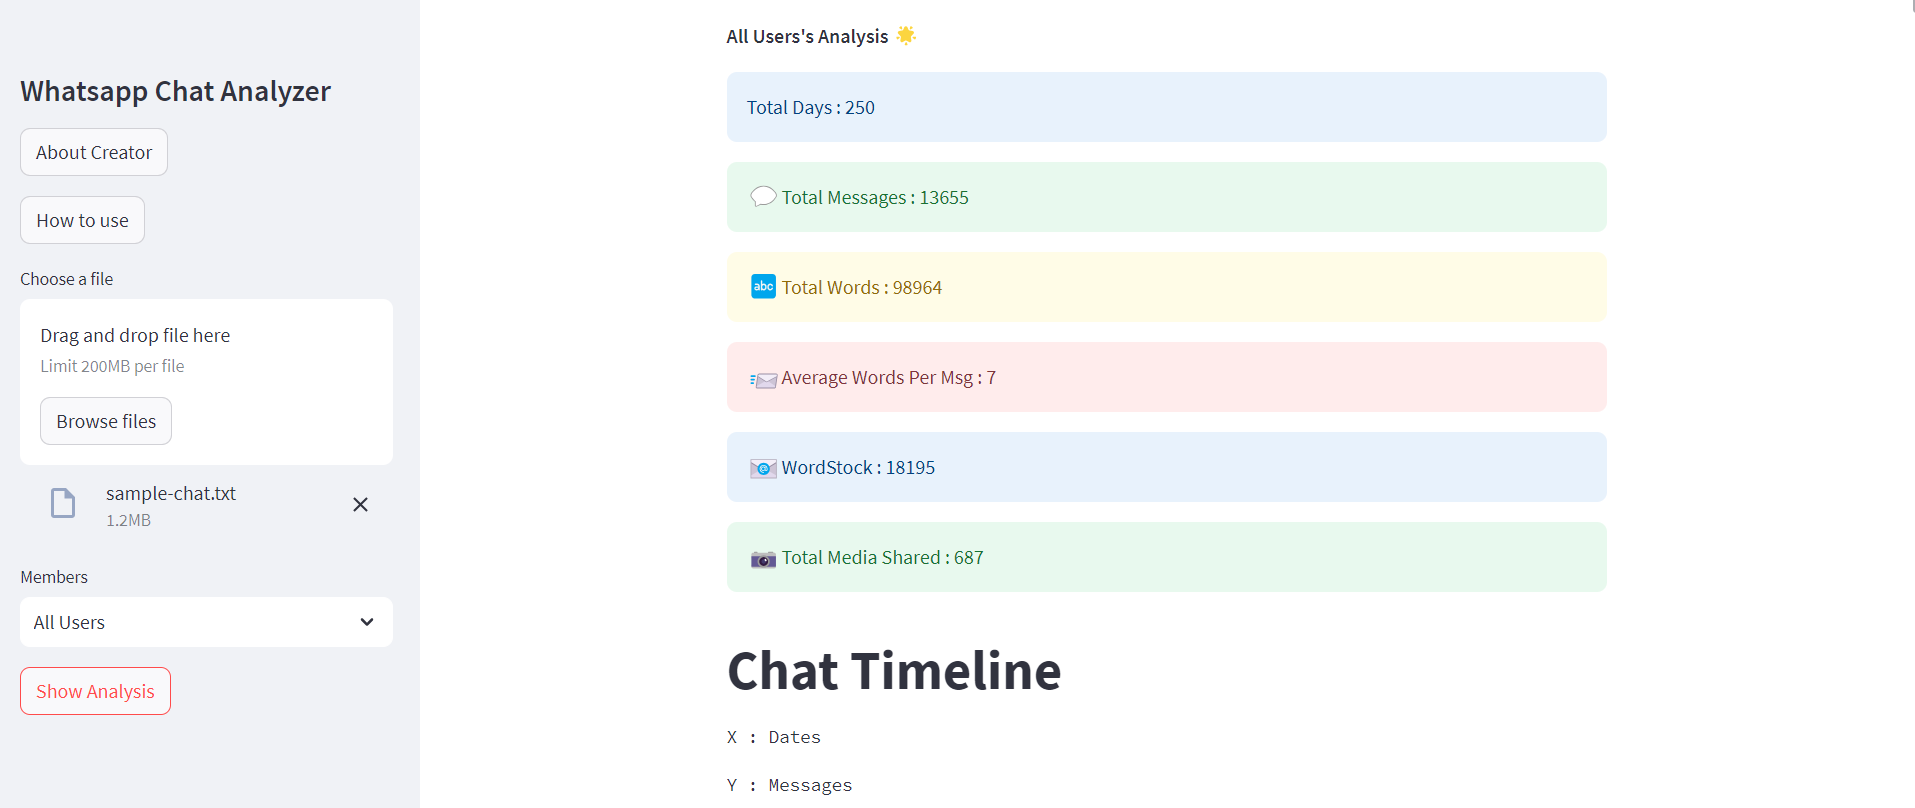 Whatsapp Chat Analyzer
About Creator
How to use
Choose a file
Drag and drop file here
Limit 200MB per file
Browse files
sample-chat.txt
1.2MB
Members
All Users
Show Analysis
All Users's Analysis 🌟
Total Days : 250
💬 Total Messages : 13655
🔤 Total Words : 98964
📨 Average Words Per Msg : 7
📧 WordStock : 18195
📷 Total Media Shared : 687
Chat Timeline
X : Dates
Y : Messages